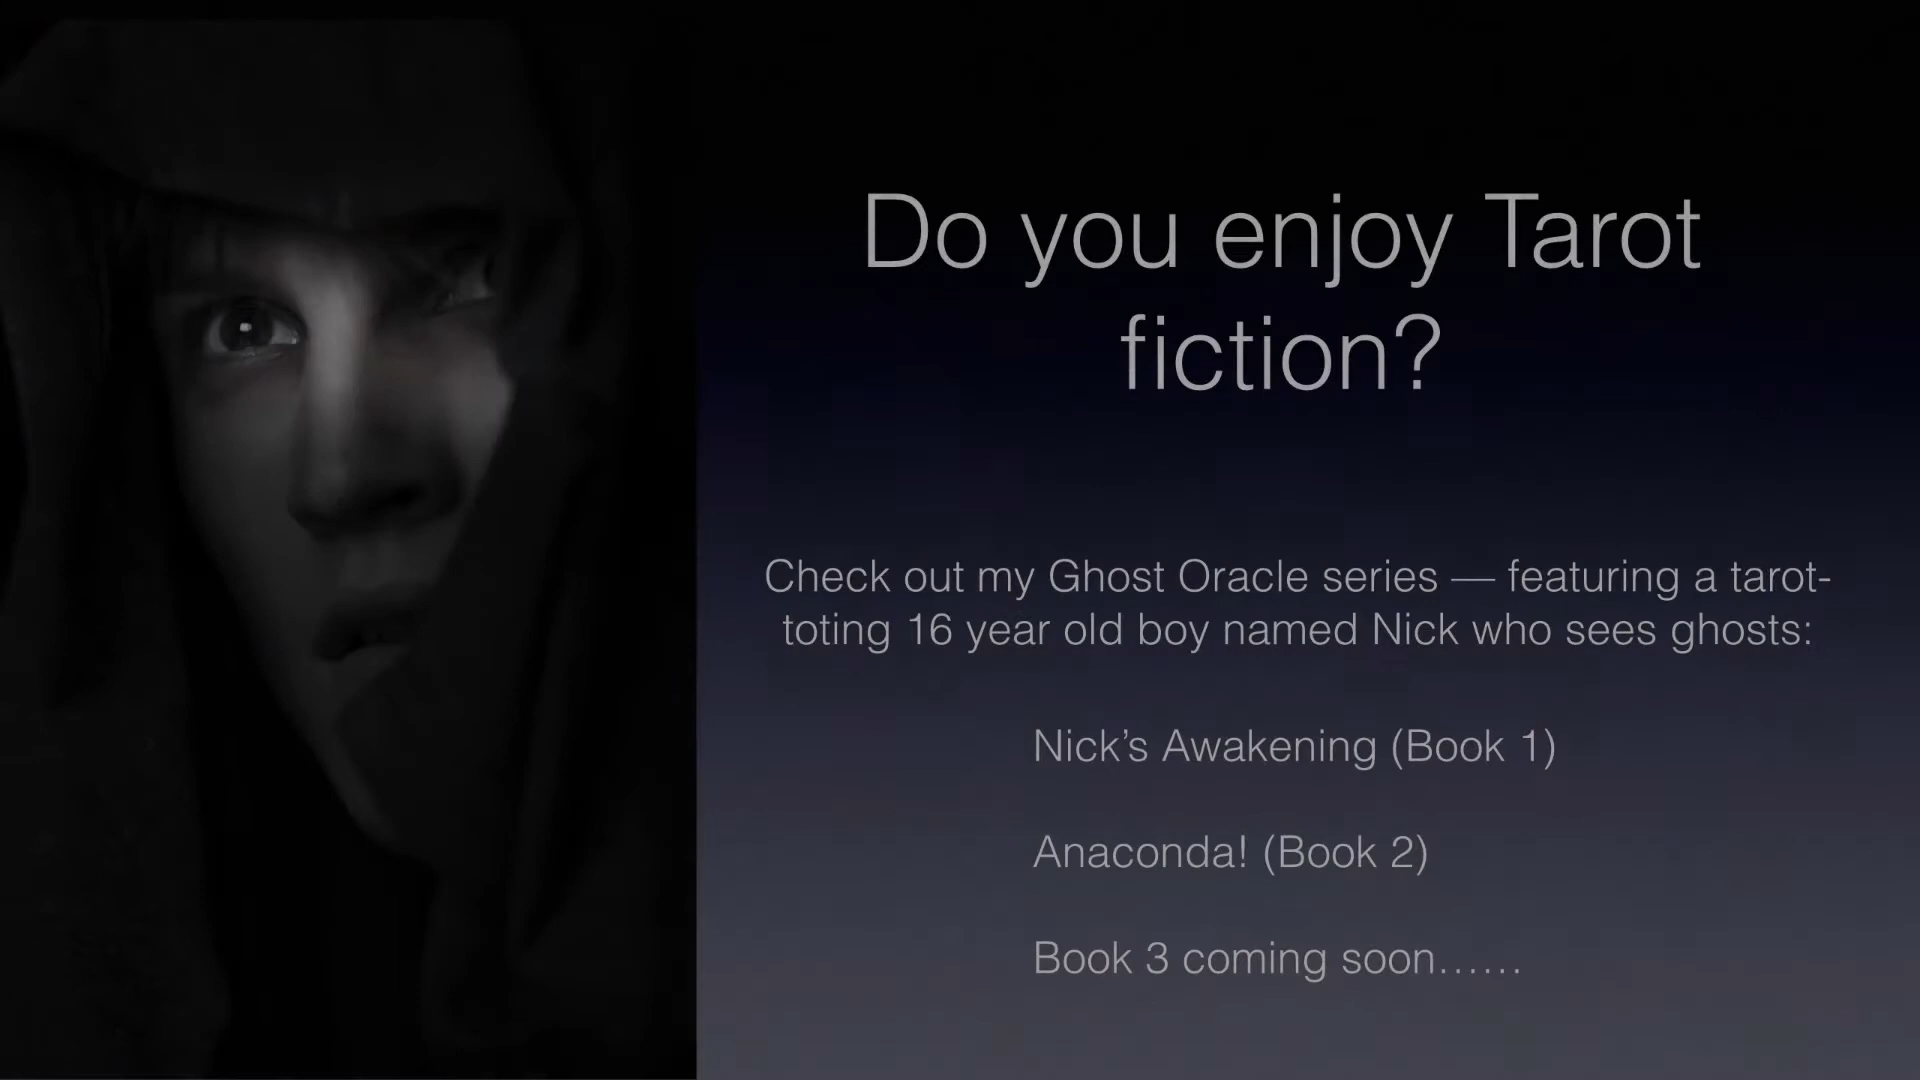 Do you enjoy Tarot
fiction?
Check out my Ghost Oracle series — featuring a tarot-
toting 16 year old boy named Nick who sees ghosts:
Nick’s Awakening (Book 1)
Anaconda! (Book 2)
Book 3 coming soon……